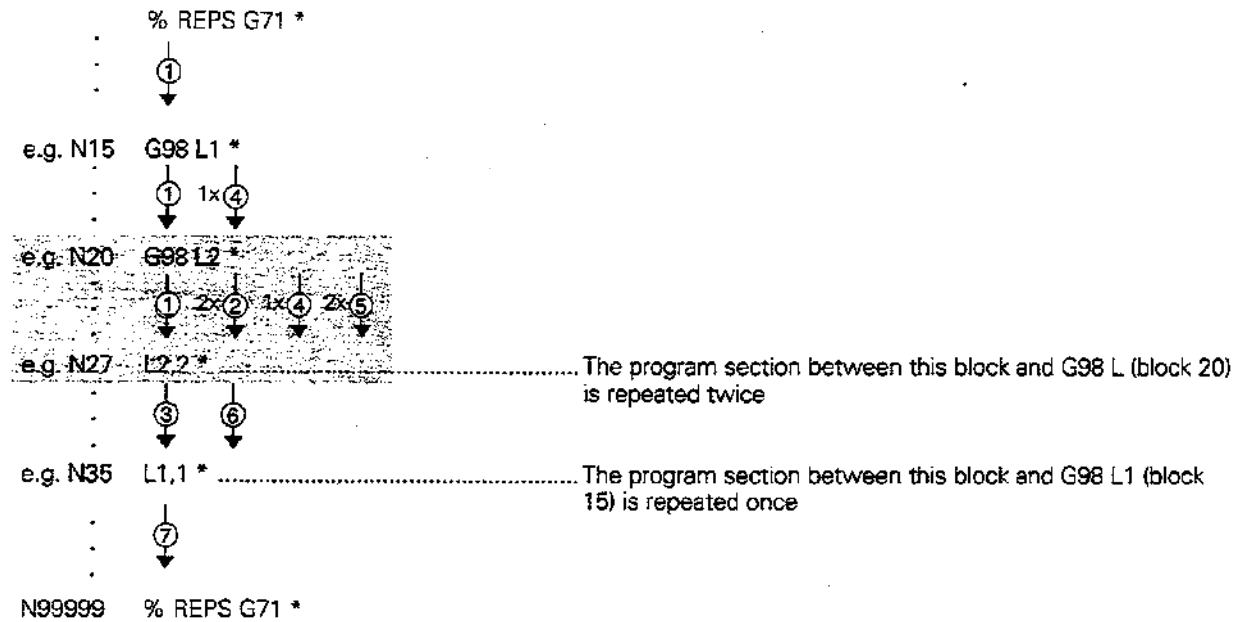 % REPS G71 *
①
e.g. N15 G98 L1 *
① 1x④
e.g. N20 G98 L2 *
① 2x② 1x④ 2x⑤
e.g. N27 L2,2 * ........................ The program section between this block and G98 L (block 20)
is repeated twice
③ ⑥
e.g. N35 L1,1 * ........................ The program section between this block and G98 L1 (block
15) is repeated once
⑦
N99999 % REPS G71 *